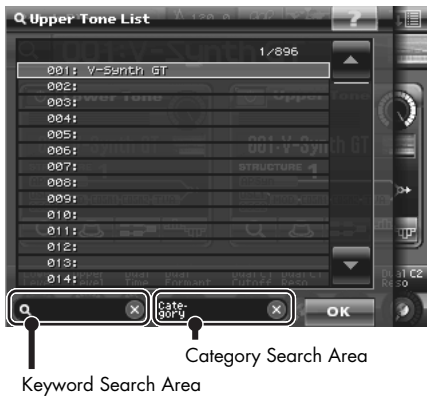 Upper Tone List
?
1/896
001: V-Synth GT
002:
003:
004:
005:
006:
007:
008:
009:
010:
011:
012:
013:
014:
Cate-
gory
OK
Category Search Area
Keyword Search Area